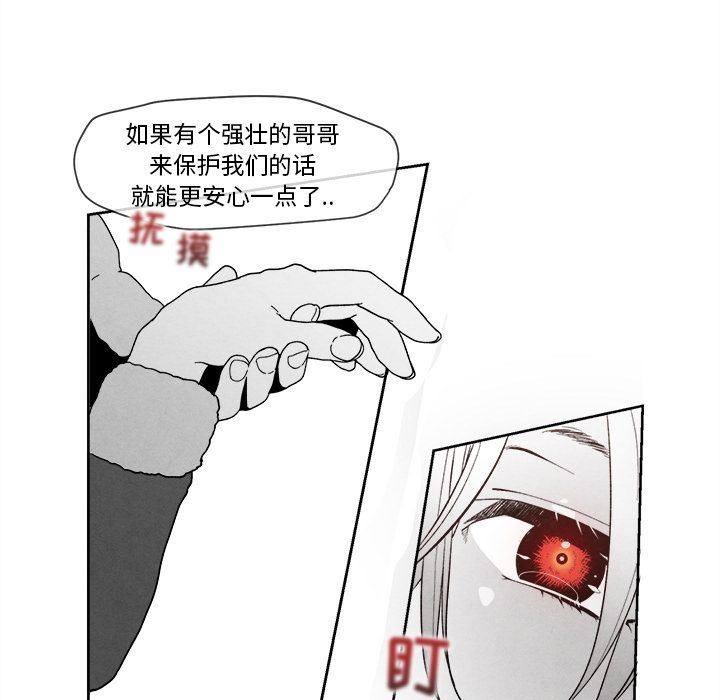 如果有个强壮的哥哥
来保护我们的话
就能更安心一点了..
抚摸
盯